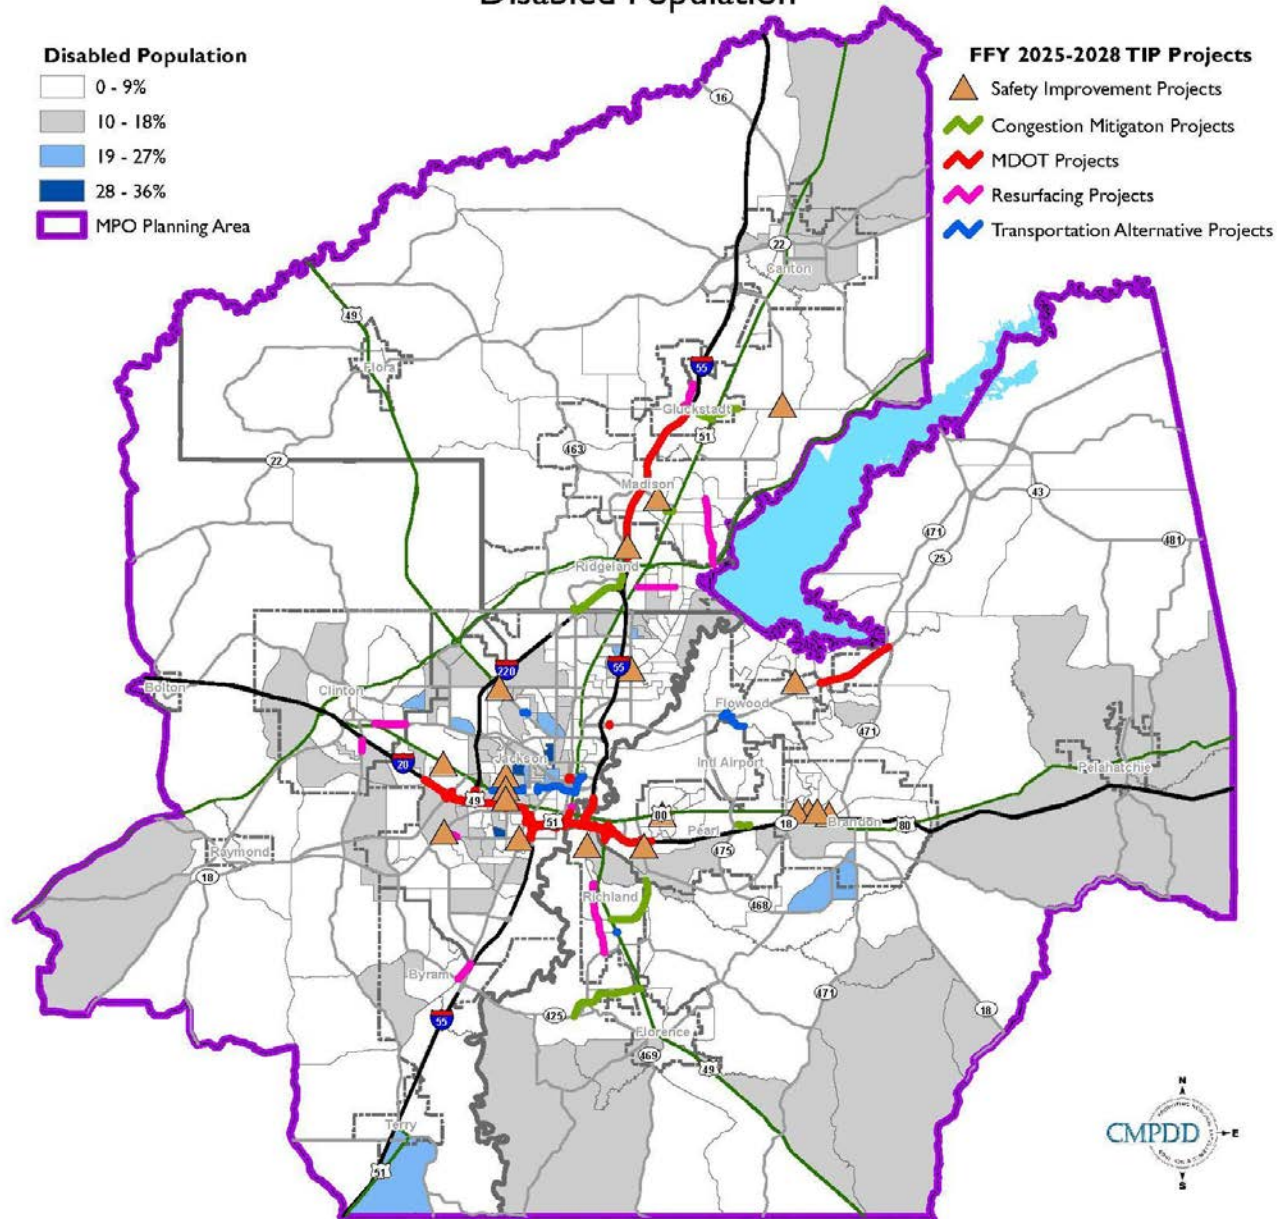 Disabled Population
Disabled Population
0 - 9%
10 - 18%
19 - 27%
28 - 36%
MPO Planning Area
FFY 2025-2028 TIP Projects
Safety Improvement Projects
Congestion Mitigaton Projects
MDOT Projects
Resurfacing Projects
Transportation Alternative Projects
16
22
Canton
49
Flora
55
Gluckstadt
51
463
22
Madison
43
471
481
25
Ridgeland
220
55
Bolton
Clinton
Flowood
471
Jackson
Intl Airport
Pelahatchie
20
49
80
51
18
Brandon
80
Pearl
475
Raymond
18
Richland
468
Byram
471
18
425
55
Florence
469
49
Terry
51
N
CMPDD
E
S